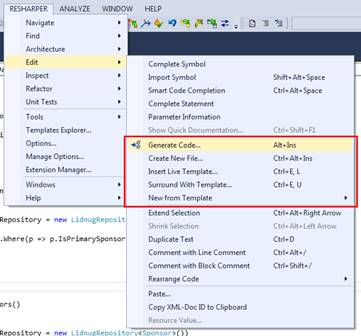 RESHARPER ANALYZE WINDOW HELP
Navigate
Find
Architecture
Edit
Inspect
Refactor
Unit Tests
Tools
Templates Explorer...
Options...
Manage Options...
Extension Manager...
Windows
Help
Complete Symbol
Import Symbol Shift+Alt+Space
Smart Code Completion Ctrl+Alt+Space
Complete Statement
Parameter Information
Show Quick Documentation... Ctrl+Shift+F1
Generate Code... Alt+Ins
Create New File... Ctrl+Alt+Ins
Insert Live Template... Ctrl+E, L
Surround With Template... Ctrl+E, U
New from Template
Extend Selection Ctrl+Alt+Right Arrow
Shrink Selection Ctrl+Alt+Left Arrow
Duplicate Text Ctrl+D
Comment with Line Comment Ctrl+Alt+/
Comment with Block Comment Ctrl+Shift+/
Rearrange Code
Paste...
Copy XML-Doc ID to Clipboard
Resource Value...
Repository = new LidnugReposit
.Where(p => p.IsPrimarySponsor
ors()
Repository = new LidnugRepository<Sponsor>())